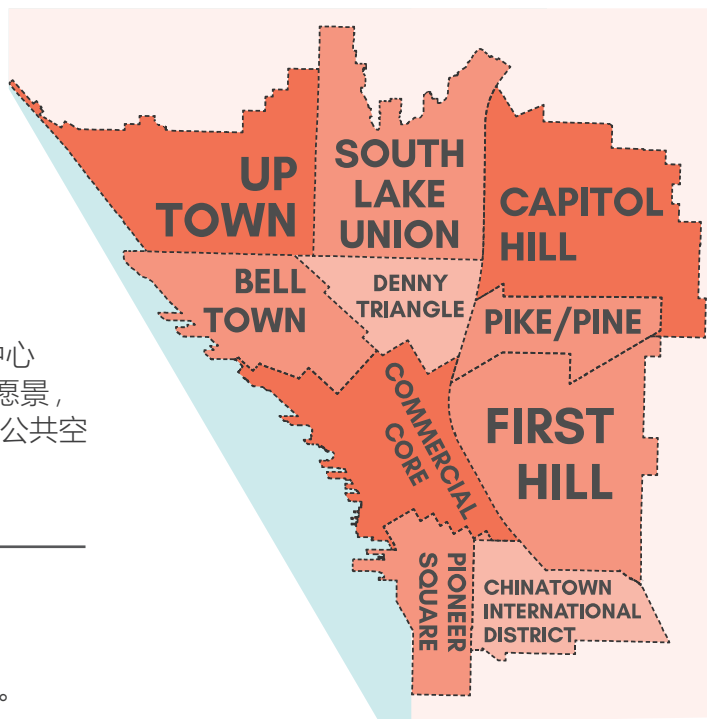 UP
TOWN
SOUTH
LAKE
UNION
CAPITOL
HILL
BELL
TOWN
DENNY
TRIANGLE
PIKE/PINE
中心
愿景，
公共空
COMMERCIAL
CORE
FIRST
HILL
PIONEER
SQUARE
CHINATOWN
INTERNATIONAL
DISTRICT
。